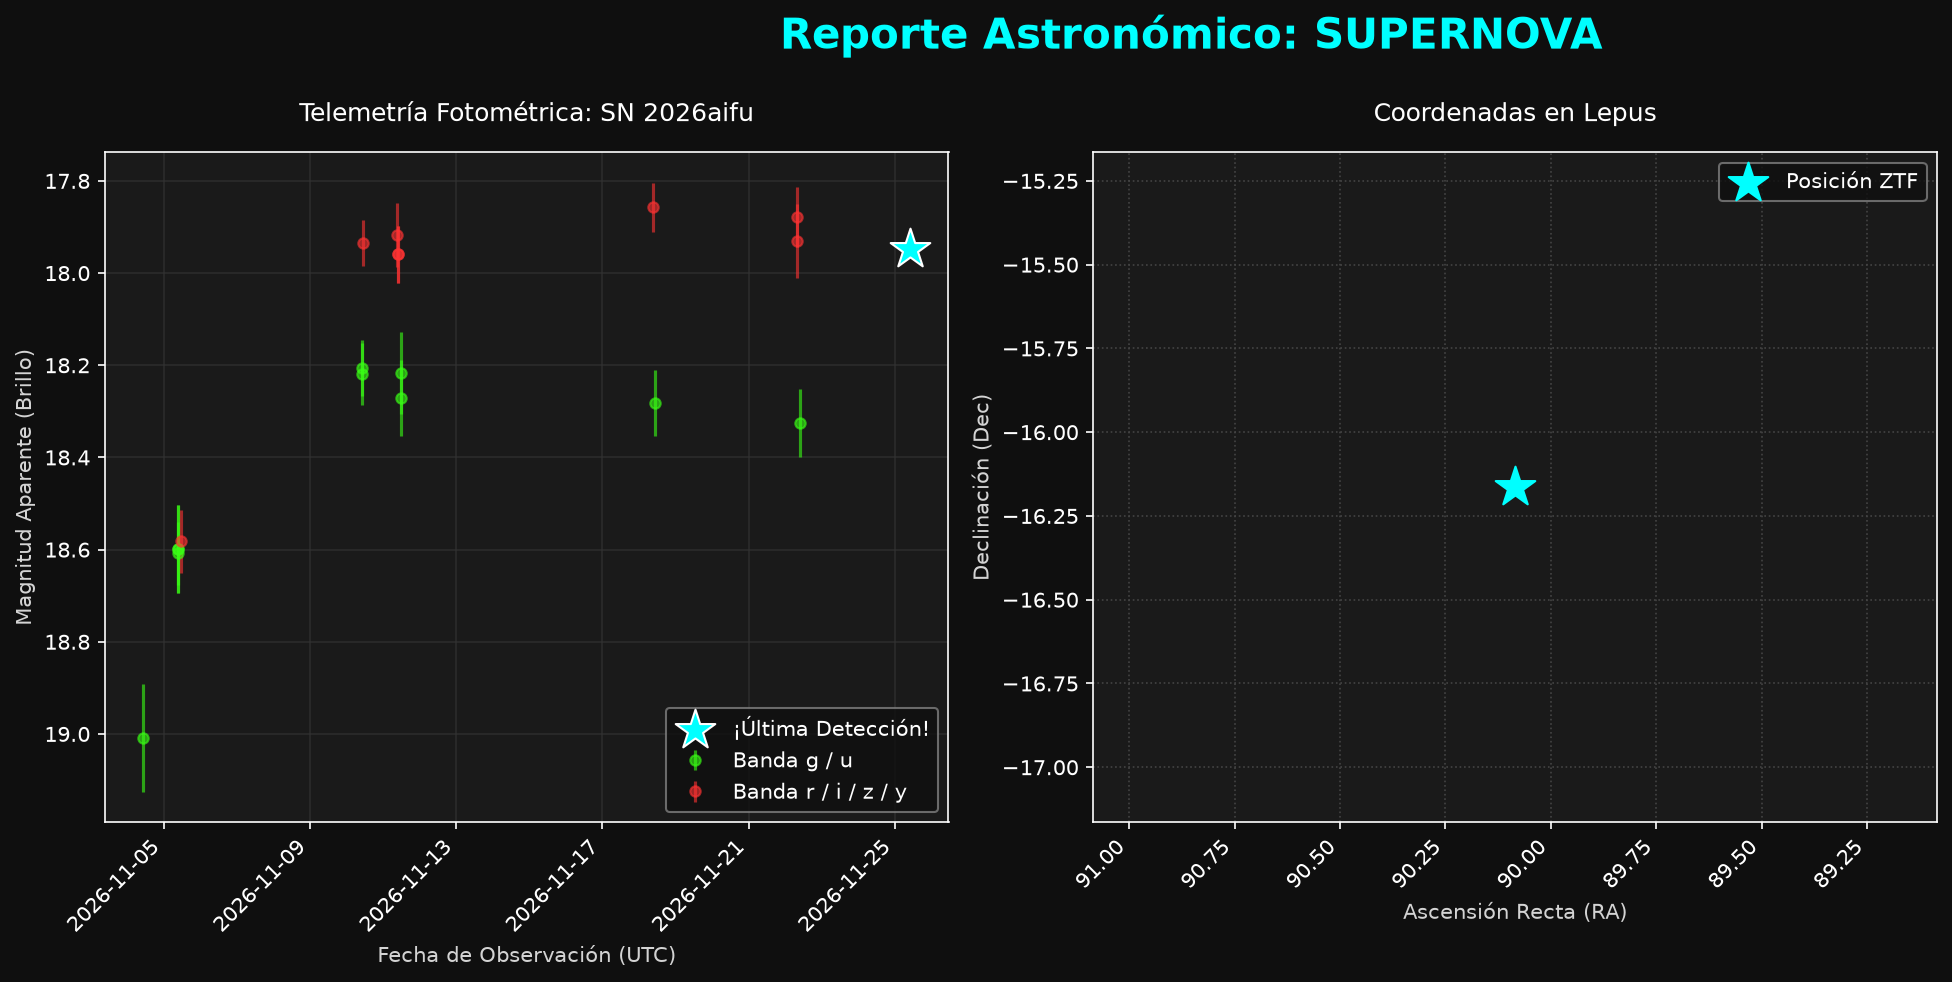 Reporte Astronómico: SUPERNOVA
Telemetría Fotométrica: SN 2026aifu
Magnitud Aparente (Brillo)
17.8
18.0
18.2
18.4
18.6
18.8
19.0
¡Última Detección!
Banda g / u
Banda r / i / z / y
2026-11-05
2026-11-09
2026-11-13
2026-11-17
2026-11-21
2026-11-25
Fecha de Observación (UTC)
Coordenadas en Lepus
Declinación (Dec)
−15.25
−15.50
−15.75
−16.00
−16.25
−16.50
−16.75
−17.00
Posición ZTF
91.00
90.75
90.50
90.25
90.00
89.75
89.50
89.25
Ascensión Recta (RA)